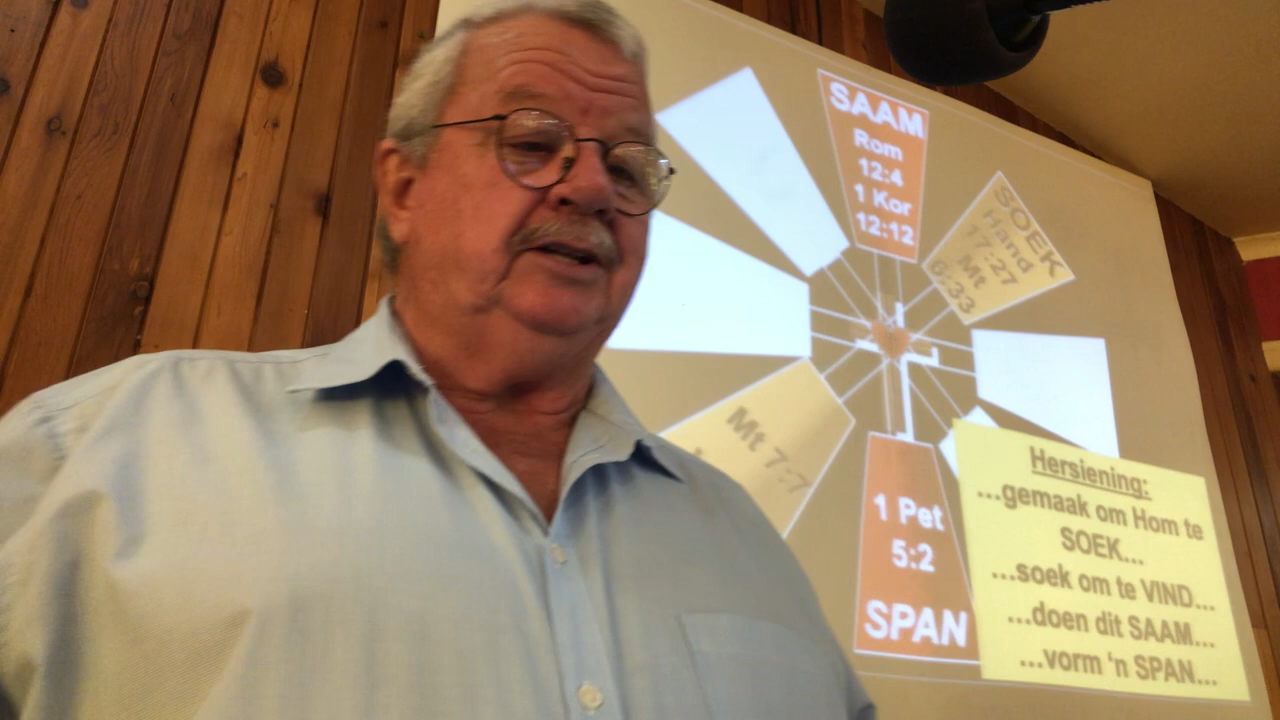 SAAM
Rom
12:4
1 Kor
12:12
SOEK
Hand
17:27
Mt
6:33
Mt 7:7
1 Pet
5:2
SPAN
Hersiening:
...gemaak om Hom te
SOEK...
...soek om te VIND...
...doen dit SAAM...
...vorm 'n SPAN...